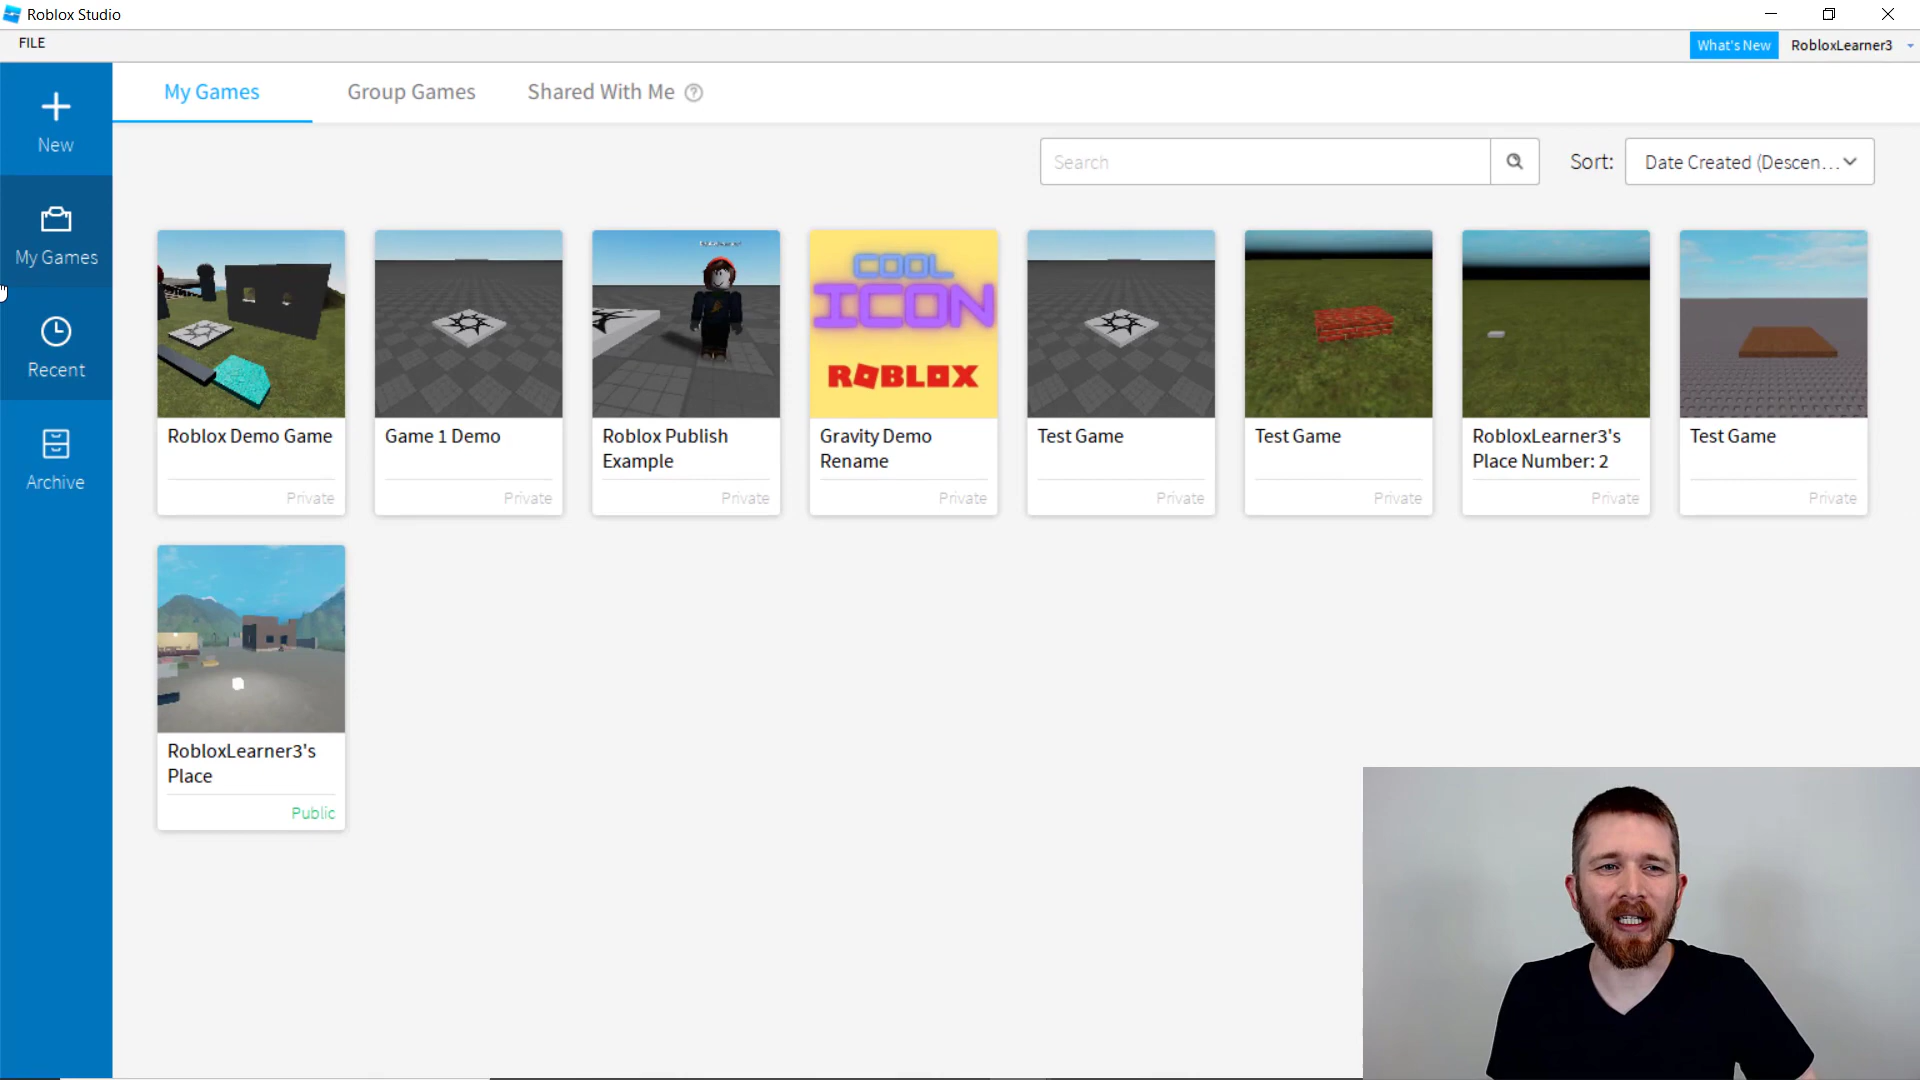 Roblox Studio
FILE
What's New
RobloxLearner3
New
My Games
Recent
Archive
My Games
Group Games
Shared With Me ?
Search
Sort:
Date Created (Descen...
COOL
ICON
ROBLOX
Roblox Demo Game
Private
Game 1 Demo
Private
Roblox Publish
Example
Private
Gravity Demo
Rename
Private
Test Game
Private
Test Game
Private
RobloxLearner3's
Place Number: 2
Private
Test Game
Private
RobloxLearner3's
Place
Public